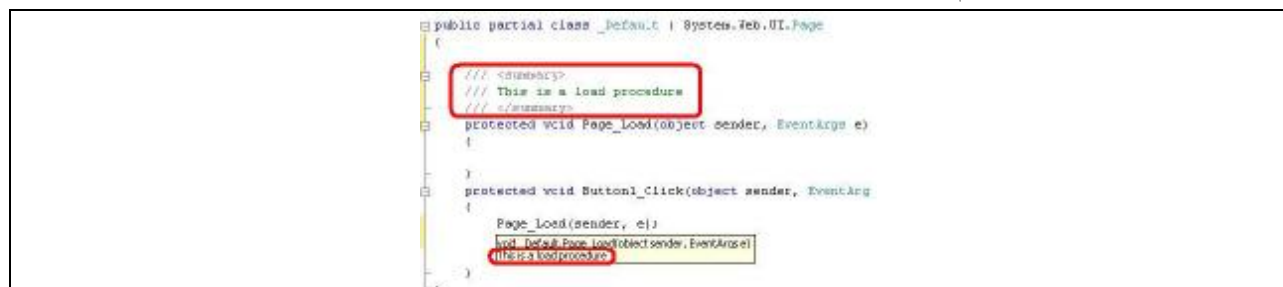 public partial class _Default : System.Web.UI.Page
{
/// <summary>
/// This is a load procedure
/// </summary>
protected void Page_Load(object sender, EventArgs e)
{
}
protected void Button1_Click(object sender, EventArg
{
Page_Load(sender, e);
void _Default.Page_Load(object sender, EventArgs e)
This is a load procedure
}